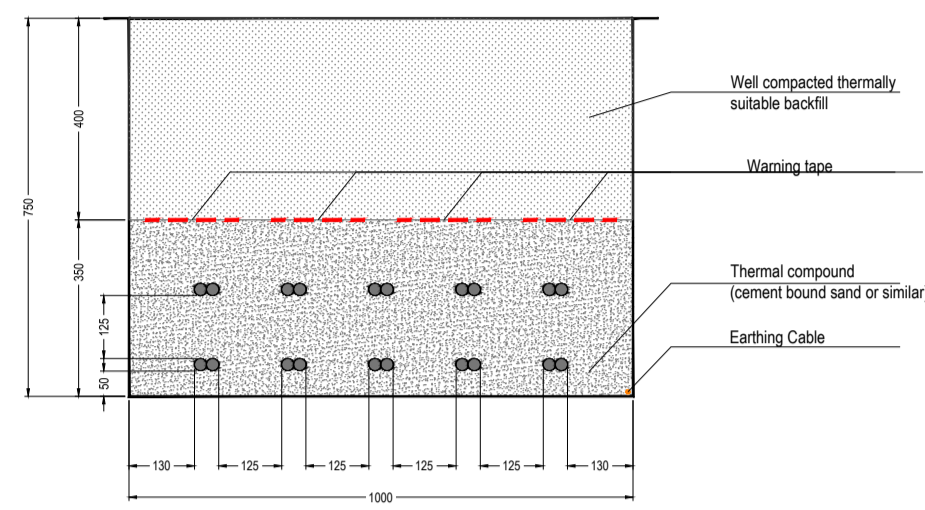 Well compacted thermally
suitable backfill
Warning tape
Thermal compound
(cement bound sand or similar)
Earthing Cable
750
400
350
125
50
130
125
125
125
125
130
1000